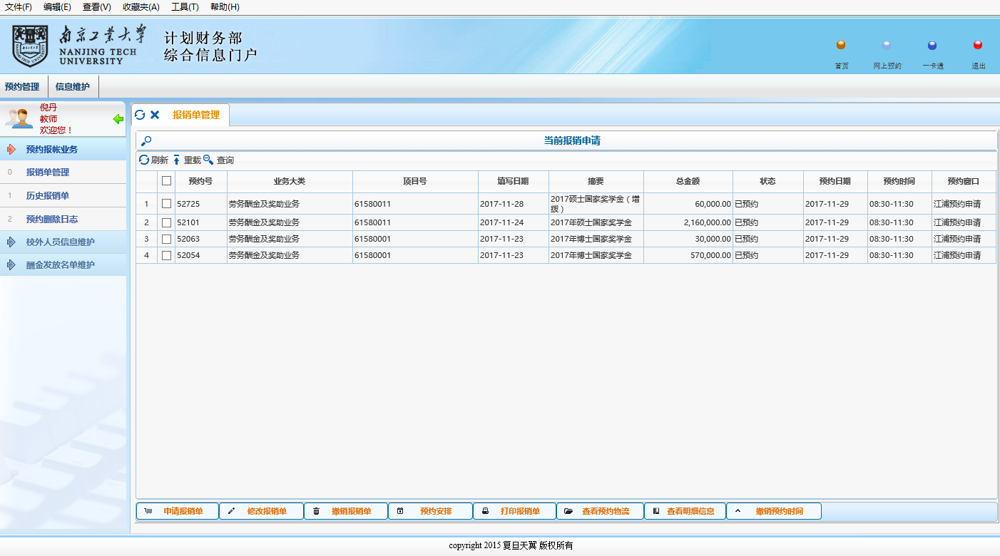 文件(F) 编辑(E) 查看(V) 收藏夹(A) 工具(T) 帮助(H)
南京工业大学
NANJING TECH
UNIVERSITY
计划财务部
综合信息门户
首页 网上预约 一卡通 退出
预约管理 信息维护
倪丹
教师
欢迎您！
预约报帐业务
0 报销单管理
1 历史报销单
2 预约删除日志
校外人员信息维护
酬金发放名单维护
报销单管理
当前报销申请
刷新 重载 查询
预约号 业务大类 项目号 填写日期 摘要 总金额 状态 预约日期 预约时间 预约窗口
1 52725 劳务酬金及奖助业务 61580011 2017-11-28 2017硕士国家奖学金（增拨） 60,000.00 已预约 2017-11-29 08:30-11:30 江浦预约申请
2 52101 劳务酬金及奖助业务 61580011 2017-11-24 2017年硕士国家奖学金 2,160,000.00 已预约 2017-11-29 08:30-11:30 江浦预约申请
3 52063 劳务酬金及奖助业务 61580001 2017-11-23 2017年博士国家奖学金 30,000.00 已预约 2017-11-29 08:30-11:30 江浦预约申请
4 52054 劳务酬金及奖助业务 61580001 2017-11-23 2017年博士国家奖学金 570,000.00 已预约 2017-11-29 08:30-11:30 江浦预约申请
申请报销单 修改报销单 撤销报销单 预约安排 打印报销单 查看预约物流 查看明细信息 撤销预约时间
copyright 2015 复旦天翼 版权所有